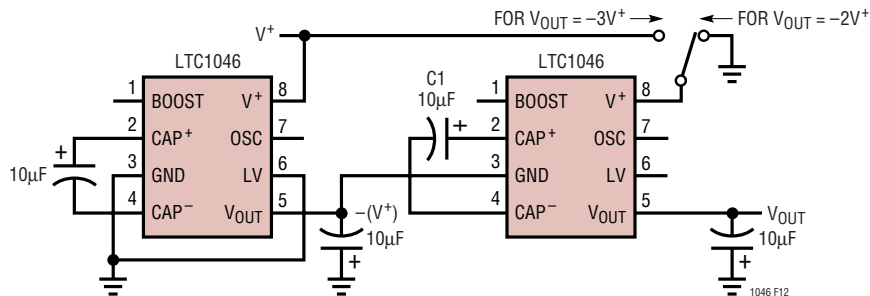 FOR VOUT = –3V+
FOR VOUT = –2V+
V+
LTC1046
1 BOOST V+ 8
2 CAP+ OSC 7
3 GND LV 6
4 CAP– VOUT 5
10µF
+
–(V+)
10µF
+
C1
10µF
+
LTC1046
1 BOOST V+ 8
2 CAP+ OSC 7
3 GND LV 6
4 CAP– VOUT 5
VOUT
10µF
+
1046 F12